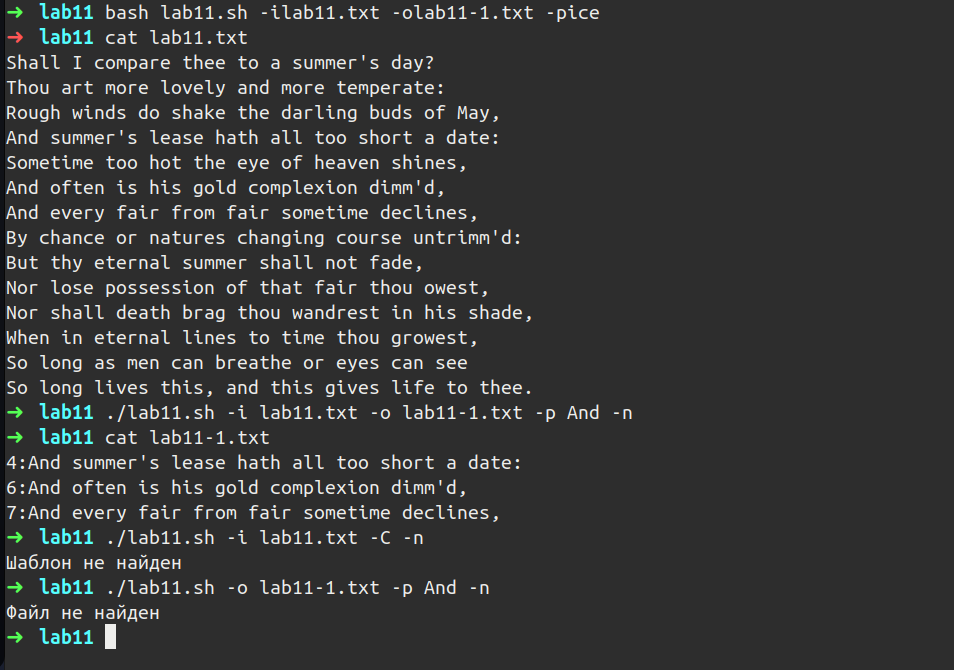 ➜ lab11 bash lab11.sh -ilab11.txt -olab11-1.txt -pice
➜ lab11 cat lab11.txt
Shall I compare thee to a summer's day?
Thou art more lovely and more temperate:
Rough winds do shake the darling buds of May,
And summer's lease hath all too short a date:
Sometime too hot the eye of heaven shines,
And often is his gold complexion dimm'd,
And every fair from fair sometime declines,
By chance or natures changing course untrimm'd:
But thy eternal summer shall not fade,
Nor lose possession of that fair thou owest,
Nor shall death brag thou wandrest in his shade,
When in eternal lines to time thou growest,
So long as men can breathe or eyes can see
So long lives this, and this gives life to thee.
➜ lab11 ./lab11.sh -i lab11.txt -o lab11-1.txt -p And -n
➜ lab11 cat lab11-1.txt
4:And summer's lease hath all too short a date:
6:And often is his gold complexion dimm'd,
7:And every fair from fair sometime declines,
➜ lab11 ./lab11.sh -i lab11.txt -C -n
Шаблон не найден
➜ lab11 ./lab11.sh -o lab11-1.txt -p And -n
Файл не найден
➜ lab11